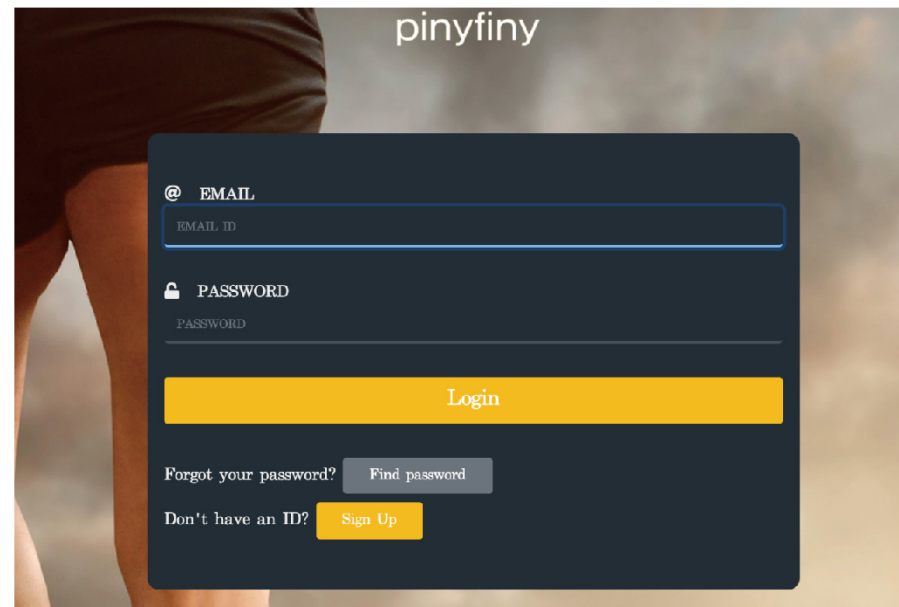 pinyfiny
@ EMAIL
EMAIL ID
PASSWORD
PASSWORD
Login
Forgot your password? Find password
Don't have an ID? Sign Up